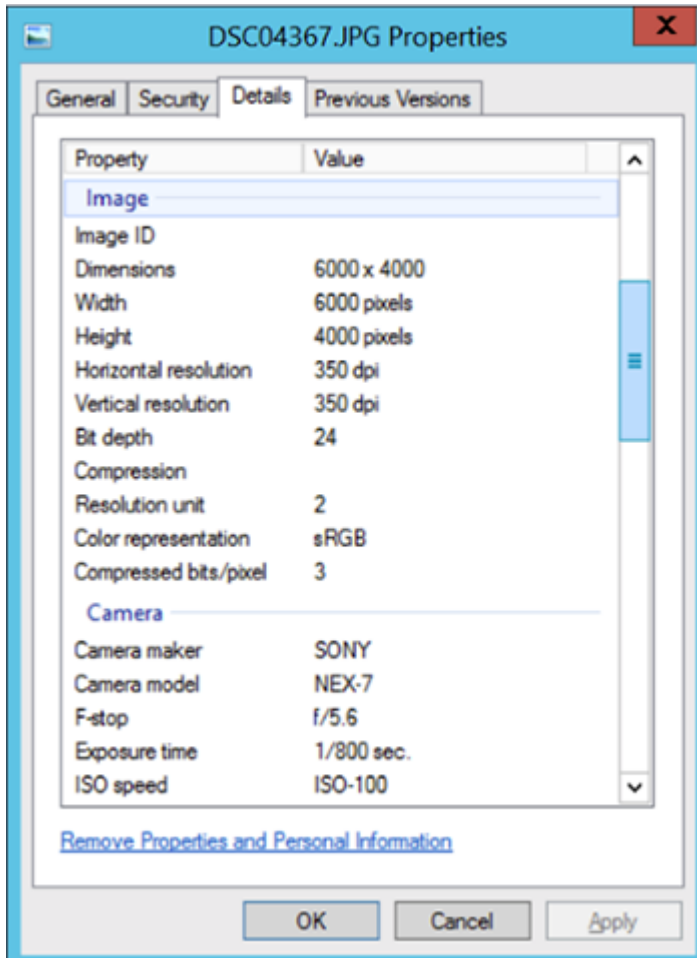 DSC04367.JPG Properties
x
General Security Details Previous Versions
Property Value
Image
Image ID
Dimensions 6000 x 4000
Width 6000 pixels
Height 4000 pixels
Horizontal resolution 350 dpi
Vertical resolution 350 dpi
Bit depth 24
Compression
Resolution unit 2
Color representation sRGB
Compressed bits/pixel 3
Camera
Camera maker SONY
Camera model NEX-7
F-stop f/5.6
Exposure time 1/800 sec.
ISO speed ISO-100
Remove Properties and Personal Information
OK Cancel Apply